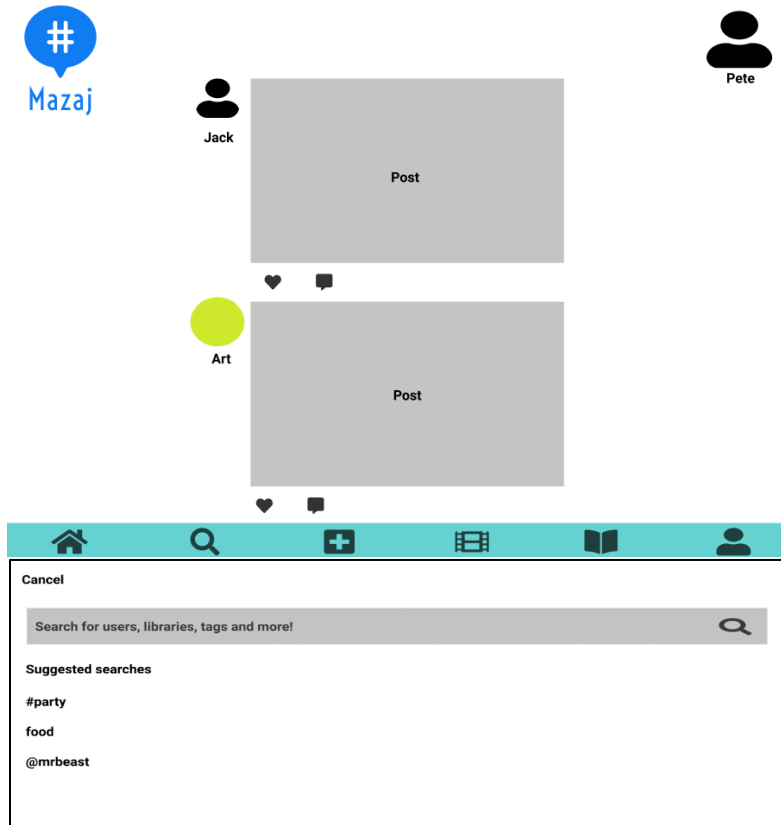 #
Mazaj
Pete
Jack
Post
Art
Post
Cancel
Search for users, libraries, tags and more!
Suggested searches
#party
food
@mrbeast